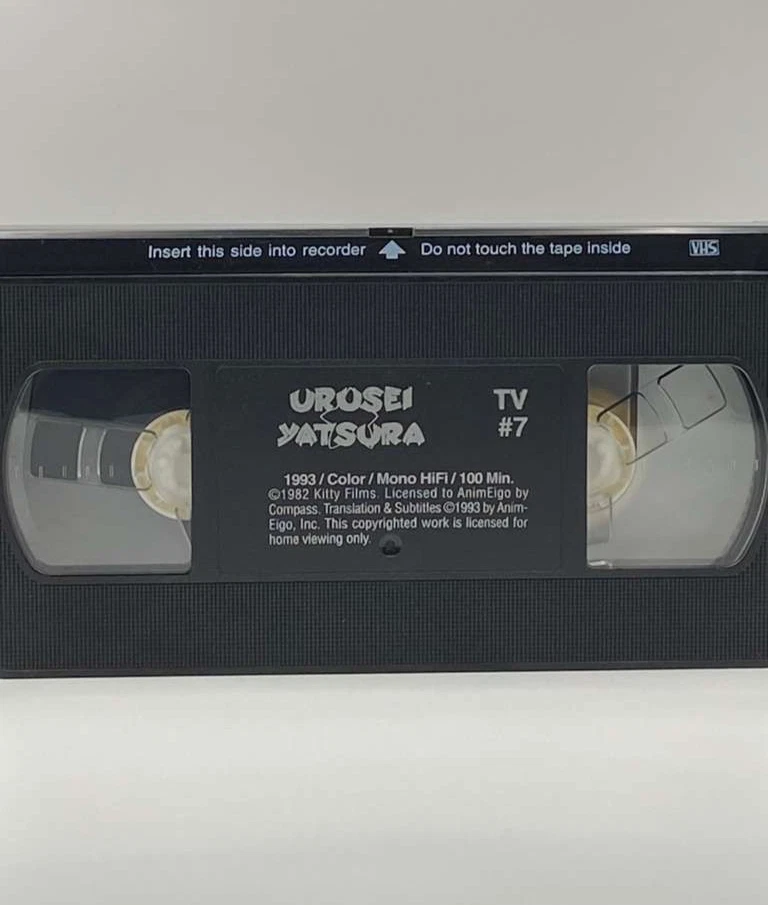 Insert this side into recorder Do not touch the tape inside VHS
UROSEI TV
YATSURA #7
1993 / Color / Mono HiFi / 100 Min.
©1982 Kitty Films. Licensed to AnimEigo by
Compass. Translation & Subtitles ©1993 by Anim-
Eigo, Inc. This copyrighted work is licensed for
home viewing only.